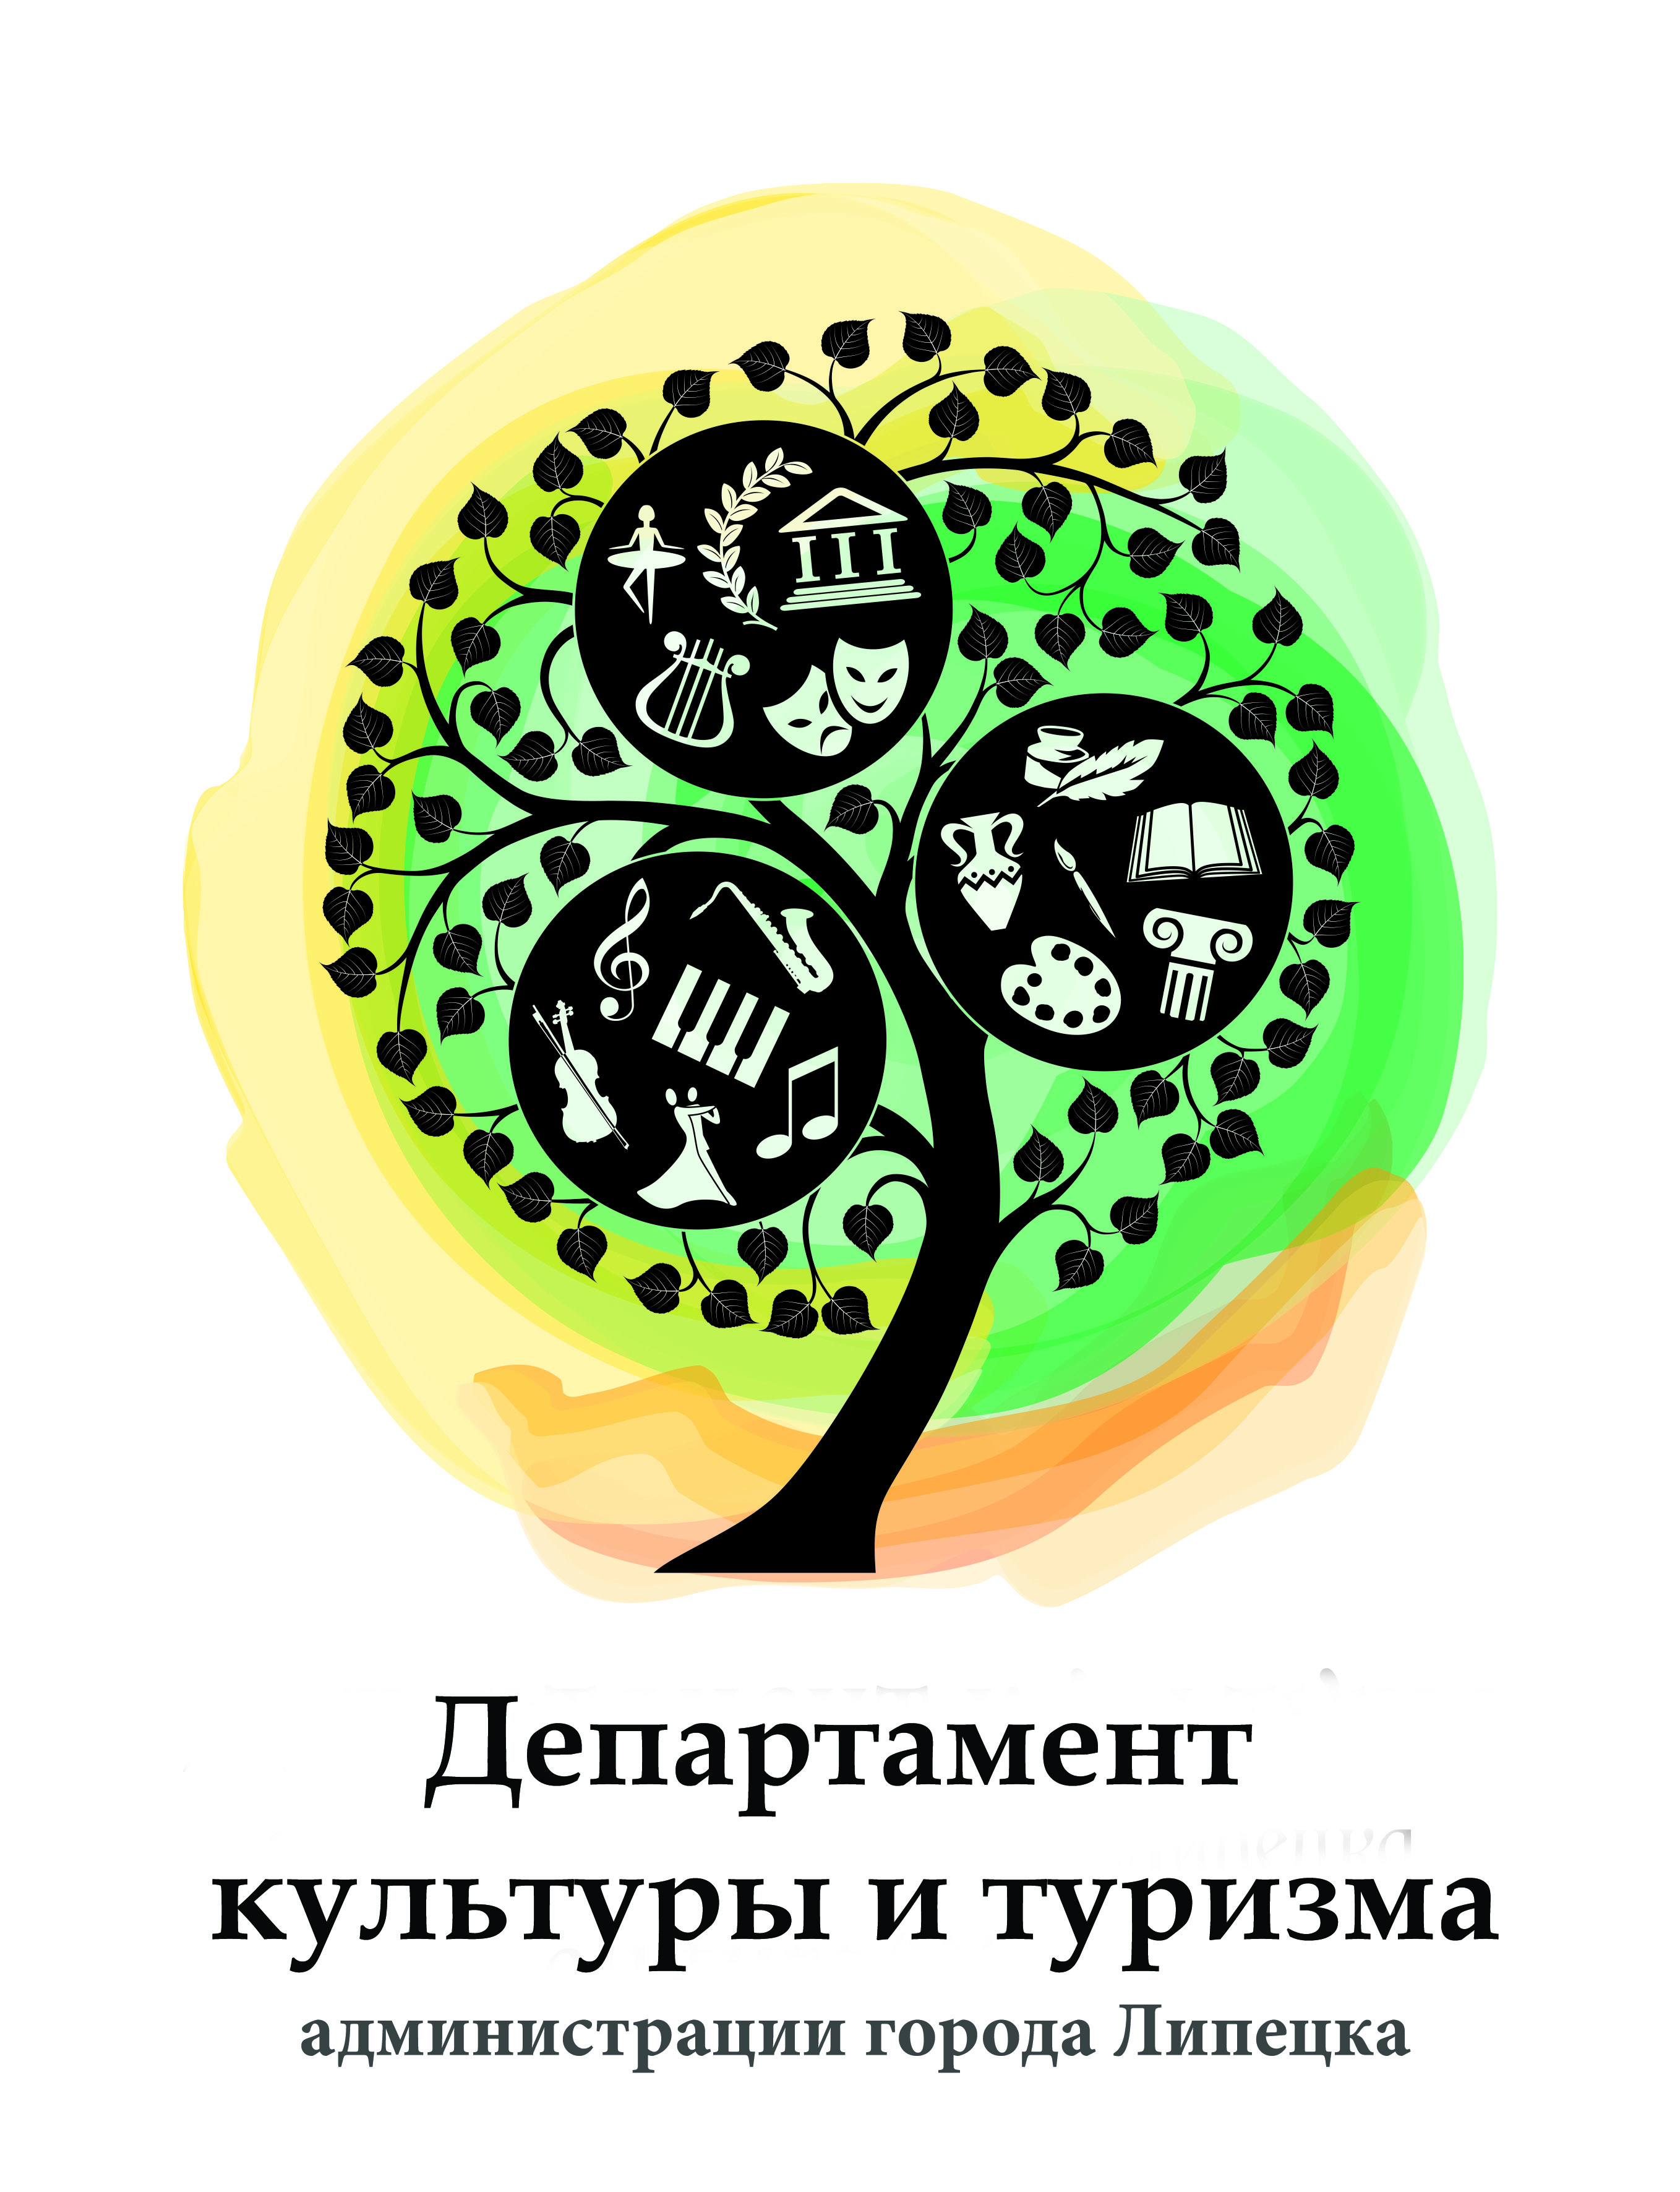 Департамент
культуры и туризма
администрации города Липецка